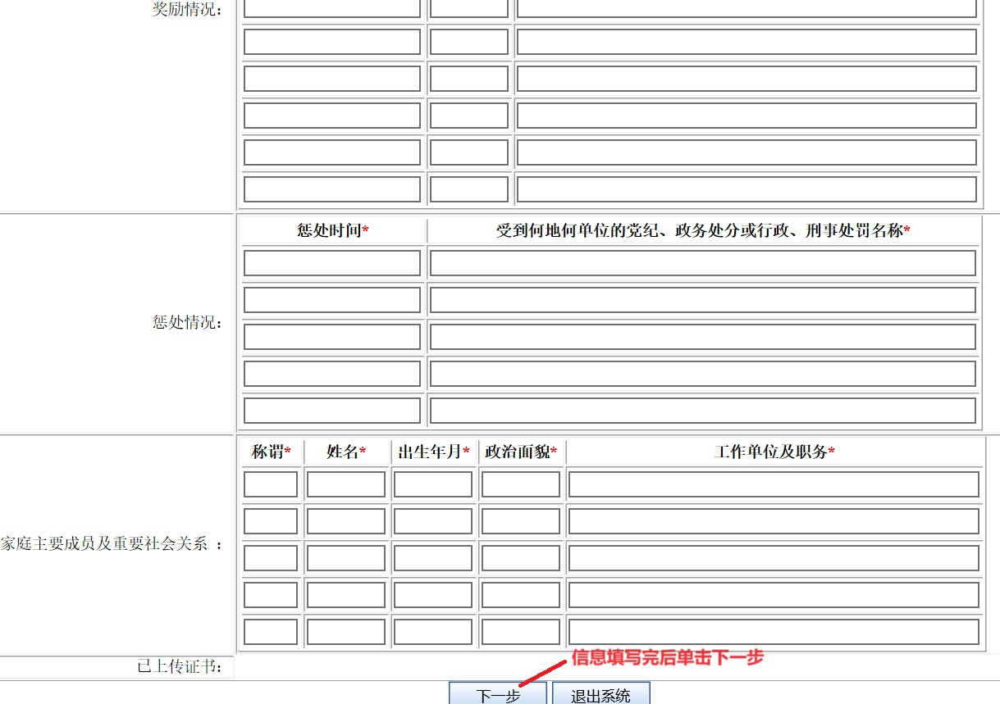 奖励情况：
惩处时间* 受到何地何单位的党纪、政务处分或行政、刑事处罚名称*
惩处情况：
称谓* 姓名* 出生年月* 政治面貌* 工作单位及职务*
家庭主要成员及重要社会关系 ：
信息填写完后单击下一步
已上传证书：
下一步 退出系统